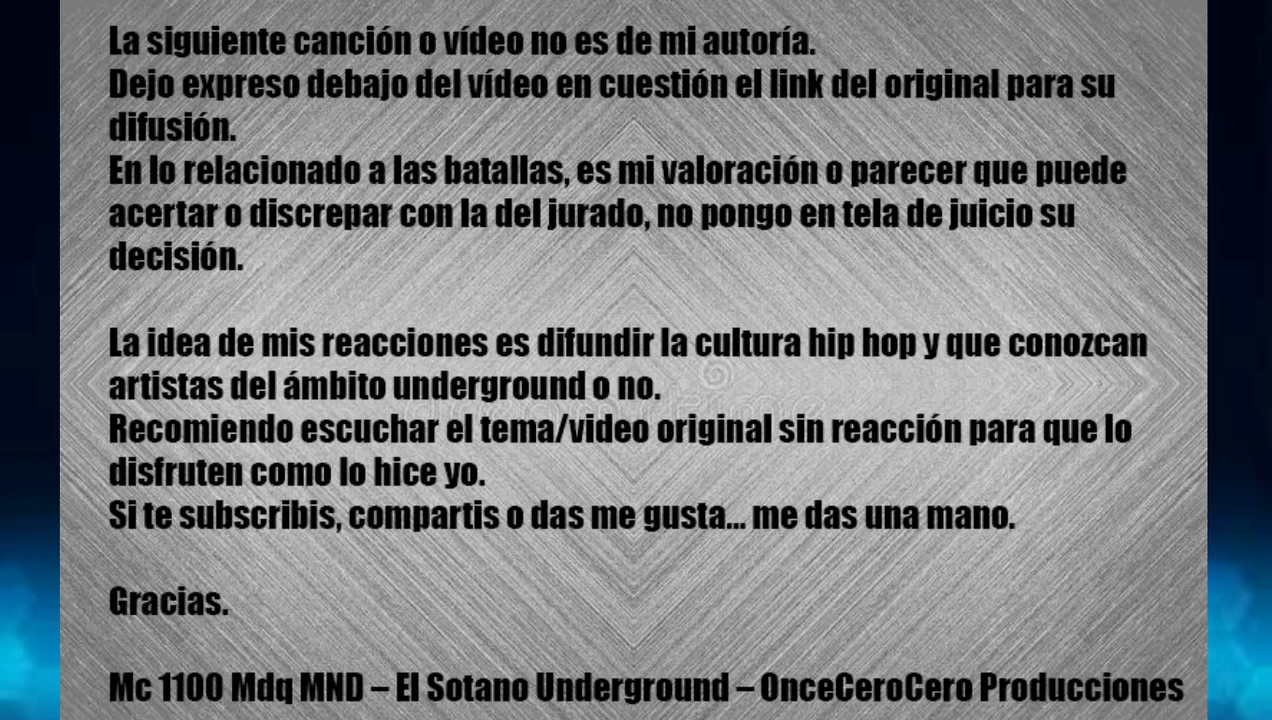 La siguiente canción o vídeo no es de mi autoría.
Dejo expreso debajo del vídeo en cuestión el link del original para su
difusión.
En lo relacionado a las batallas, es mi valoración o parecer que puede
acertar o discrepar con la del jurado, no pongo en tela de juicio su
decisión.
La idea de mis reacciones es difundir la cultura hip hop y que conozcan
artistas del ámbito underground o no.
Recomiendo escuchar el tema/video original sin reacción para que lo
disfruten como lo hice yo.
Si te subscribis, compartis o das me gusta... me das una mano.
Gracias.
Mc 1100 Mdq MND – El Sotano Underground – OnceCeroCero Producciones